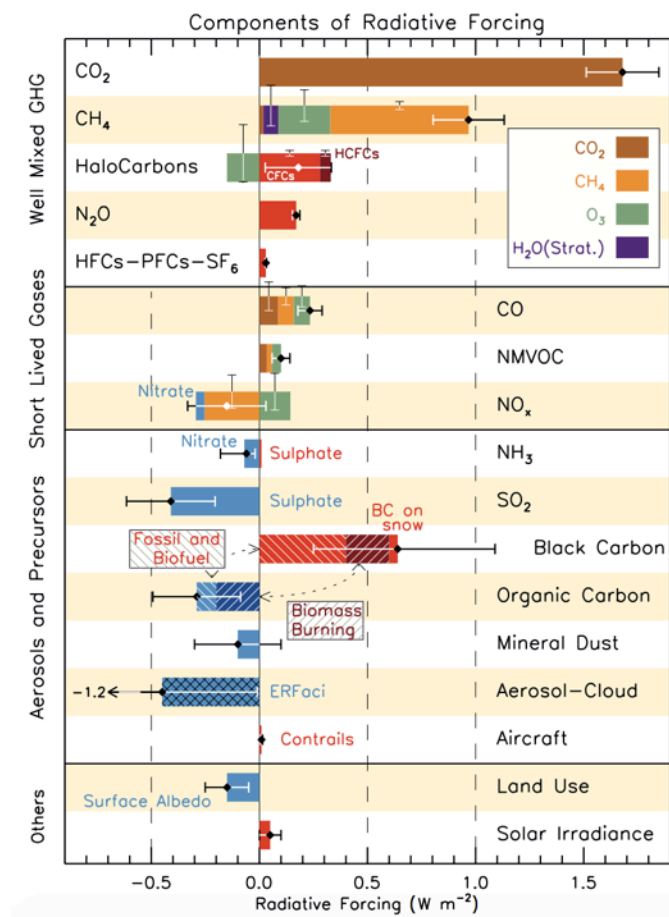 Components of Radiative Forcing
Well Mixed GHG
CO₂
CH₄
HaloCarbons
CFCs
HCFCs
N₂O
HFCs–PFCs–SF₆
CO₂
CH₄
O₃
H₂O(Strat.)
Short Lived Gases
CO
NMVOC
Nitrate
NOₓ
Aerosols and Precursors
Nitrate
Sulphate
NH₃
Sulphate
SO₂
BC on
snow
Fossil and
Biofuel
Black Carbon
Organic Carbon
Biomass
Burning
Mineral Dust
-1.2
ERFaci
Aerosol–Cloud
Contrails
Aircraft
Others
Surface Albedo
Land Use
Solar Irradiance
−0.5 0.0 0.5 1.0 1.5
Radiative Forcing (W m⁻²)